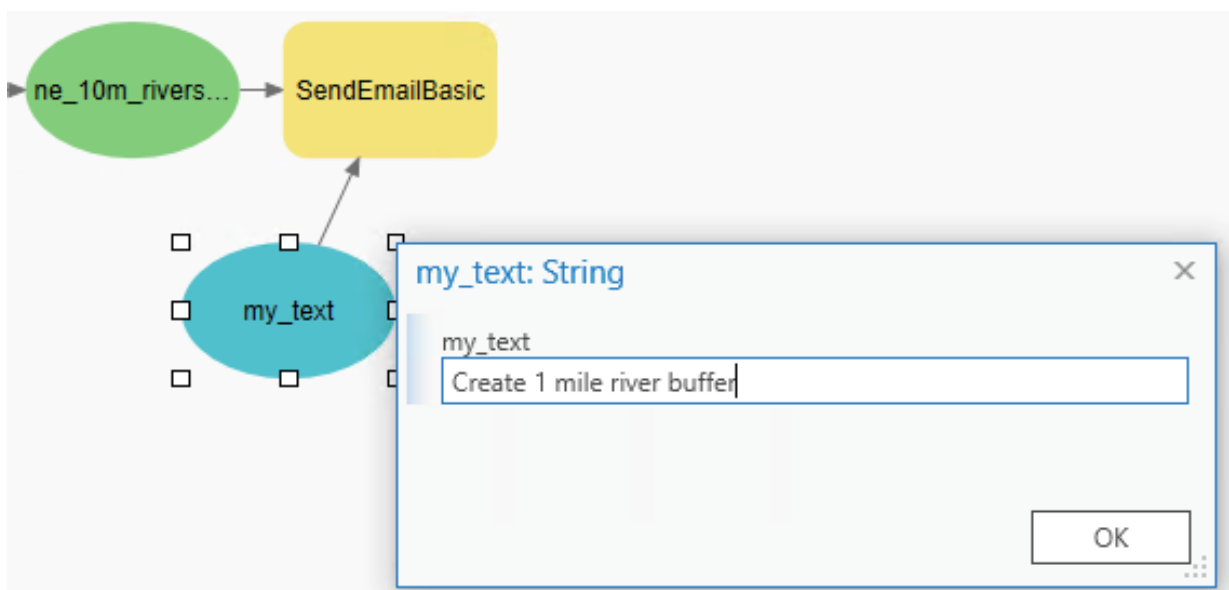 ne_10m_rivers...
SendEmailBasic
my_text
my_text: String
my_text
Create 1 mile river buffer
OK